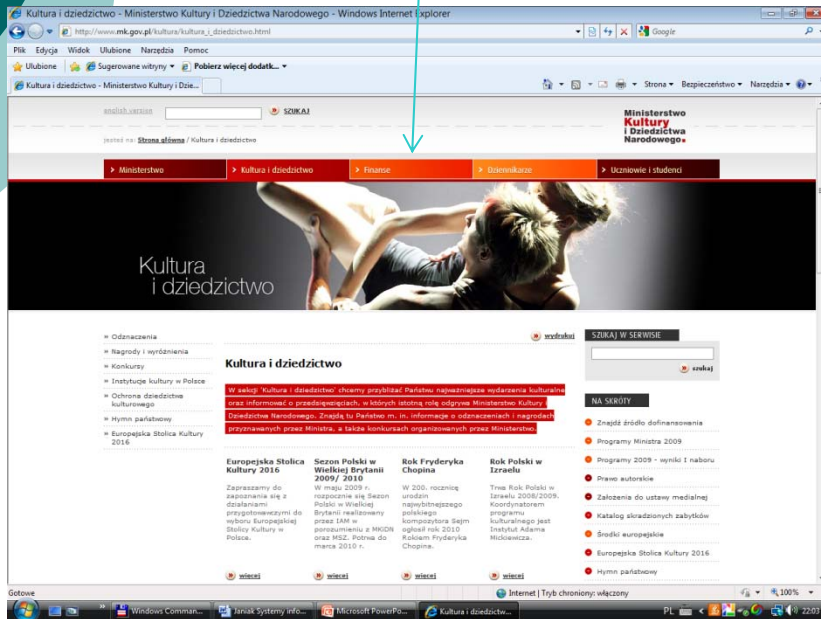 Kultura i dziedzictwo - Ministerstwo Kultury i Dziedzictwa Narodowego - Windows Internet Explorer
http://www.mk.gov.pl/kultura/kultura_i_dziedzictwo.html
Google
Plik Edycja Widok Ulubione Narzędzia Pomoc
Ulubione Sugerowane witryny Pobierz więcej dodatk...
Kultura i dziedzictwo - Ministerstwo Kultury i Dzie...
Strona Bezpieczeństwo Narzędzia
english version
SZUKAJ
jesteś na: Strona główna / Kultura i dziedzictwo
Ministerstwo
Kultury
i Dziedzictwa
Narodowego
Ministerstwo
Kultura i dziedzictwo
Finanse
Dziennikarze
Uczniowie i studenci
Kultura
i dziedzictwo
» Odznaczenia
» Nagrody i wyróżnienia
» Konkursy
» Instytucje kultury w Polsce
» Ochrona dziedzictwa
kulturowego
» Hymn państwowy
» Europejska Stolica Kultury
2016
wydrukuj
Kultura i dziedzictwo
W sekcji 'Kultura i dziedzictwo' chcemy przybliżać Państwu najważniejsze wydarzenia kulturalne
oraz informować o przedsięwzięciach, w których istotną rolę odgrywa Ministerstwo Kultury i
Dziedzictwa Narodowego. Znajdą tu Państwo m. in. informacje o odznaczeniach i nagrodach
przyznawanych przez Ministra, a także konkursach organizowanych przez Ministerstwo.
Europejska Stolica
Kultury 2016
Zapraszamy do
zapoznania się z
działaniami
przygotowawczymi do
wyboru Europejskiej
Stolicy Kultury w
Polsce.
więcej
Sezon Polski w
Wielkiej Brytanii
2009/ 2010
W maju 2009 r.
rozpocznie się Sezon
Polski w Wielkiej
Brytanii realizowany
przez IAM w
porozumieniu z MKiDN
oraz MSZ. Potrwa do
marca 2010 r.
więcej
Rok Fryderyka
Chopina
W 200. rocznicę
urodzin
najwybitniejszego
polskiego
kompozytora Sejm
ogłosił rok 2010
Rokiem Fryderyka
Chopina.
więcej
Rok Polski w
Izraelu
Trwa Rok Polski w
Izraelu 2008/2009.
Koordynatorem
programu
kulturalnego jest
Instytut Adama
Mickiewicza.
więcej
SZUKAJ W SERWISIE
szukaj
NA SKRÓTY
Znajdź źródło dofinansowania
Programy Ministra 2009
Programy 2009 - wyniki I naboru
Prawo autorskie
Założenia do ustawy medialnej
Katalog skradzionych zabytków
Środki europejskie
Europejska Stolica Kultury 2016
Hymn państwowy
Gotowe
Internet | Tryb chroniony: włączony
100%
Windows Comman...
Janiak Systemy info...
Microsoft PowerPo...
Kultura i dziedzictw...
PL
22:03